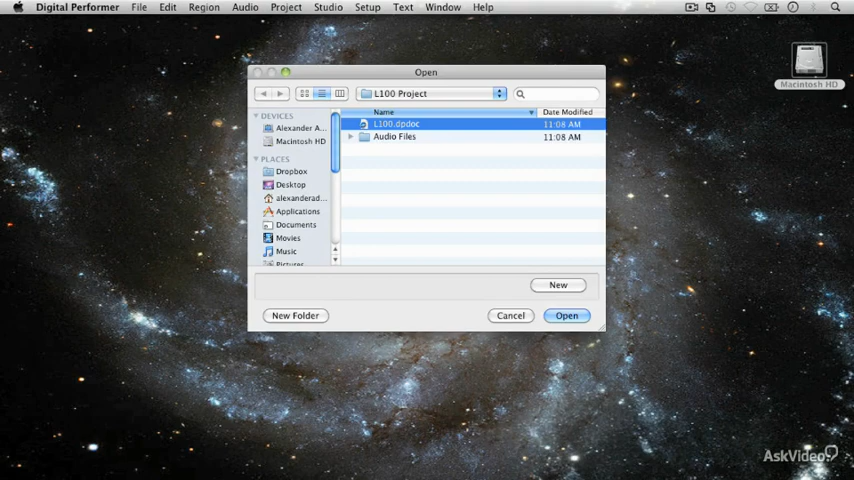 Digital Performer File Edit Region Audio Project Studio Setup Text Window Help
Open
L100 Project
Name Date Modified
DEVICES
Alexander A...
Macintosh HD
PLACES
Dropbox
Desktop
alexanderad...
Applications
Documents
Movies
Music
Pictures
L100.dpdoc 11:08 AM
Audio Files 11:08 AM
New
New Folder Cancel Open
Macintosh HD
AskVideo